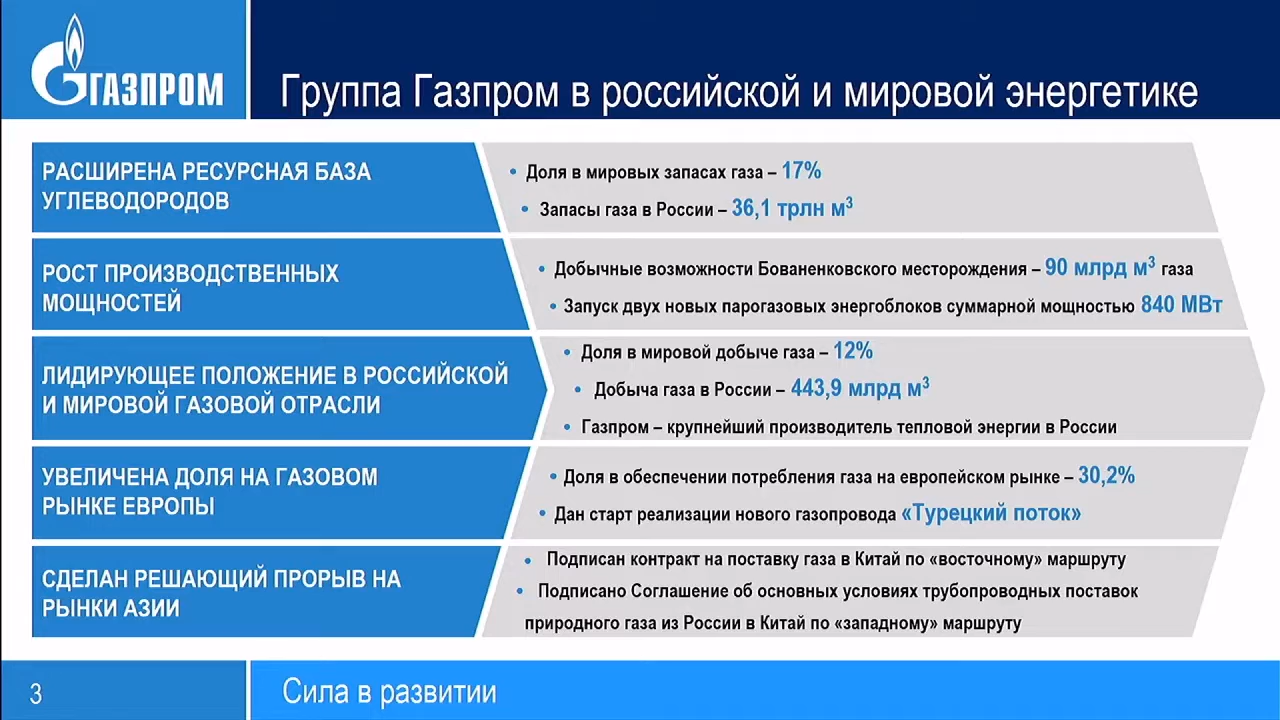 ГАЗПРОМ
Группа Газпром в российской и мировой энергетике
РАСШИРЕНА РЕСУРСНАЯ БАЗА
УГЛЕВОДОРОДОВ
• Доля в мировых запасах газа – 17%
• Запасы газа в России – 36,1 трлн м³
РОСТ ПРОИЗВОДСТВЕННЫХ
МОЩНОСТЕЙ
• Добычные возможности Бованенковского месторождения – 90 млрд м³ газа
• Запуск двух новых парогазовых энергоблоков суммарной мощностью 840 МВт
ЛИДИРУЮЩЕЕ ПОЛОЖЕНИЕ В РОССИЙСКОЙ
И МИРОВОЙ ГАЗОВОЙ ОТРАСЛИ
• Доля в мировой добыче газа – 12%
• Добыча газа в России – 443,9 млрд м³
• Газпром – крупнейший производитель тепловой энергии в России
УВЕЛИЧЕНА ДОЛЯ НА ГАЗОВОМ
РЫНКЕ ЕВРОПЫ
• Доля в обеспечении потребления газа на европейском рынке – 30,2%
• Дан старт реализации нового газопровода «Турецкий поток»
СДЕЛАН РЕШАЮЩИЙ ПРОРЫВ НА
РЫНКИ АЗИИ
• Подписан контракт на поставку газа в Китай по «восточному» маршруту
• Подписано Соглашение об основных условиях трубопроводных поставок
природного газа из России в Китай по «западному» маршруту
3
Сила в развитии